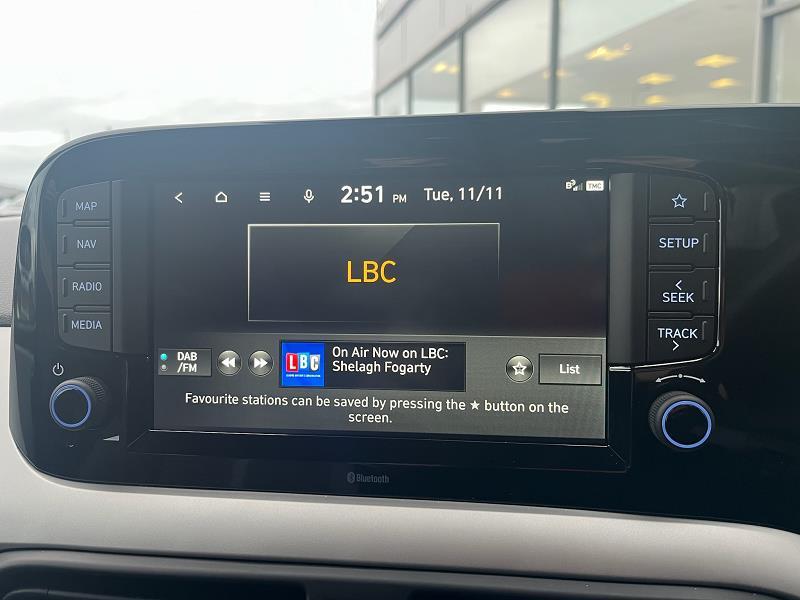 2:51 PM Tue, 11/11
TMC
MAP
NAV
RADIO
MEDIA
SETUP
SEEK
TRACK
LBC
DAB
/FM
LBC
On Air Now on LBC:
Shelagh Fogarty
List
Favourite stations can be saved by pressing the ★ button on the
screen.
Bluetooth